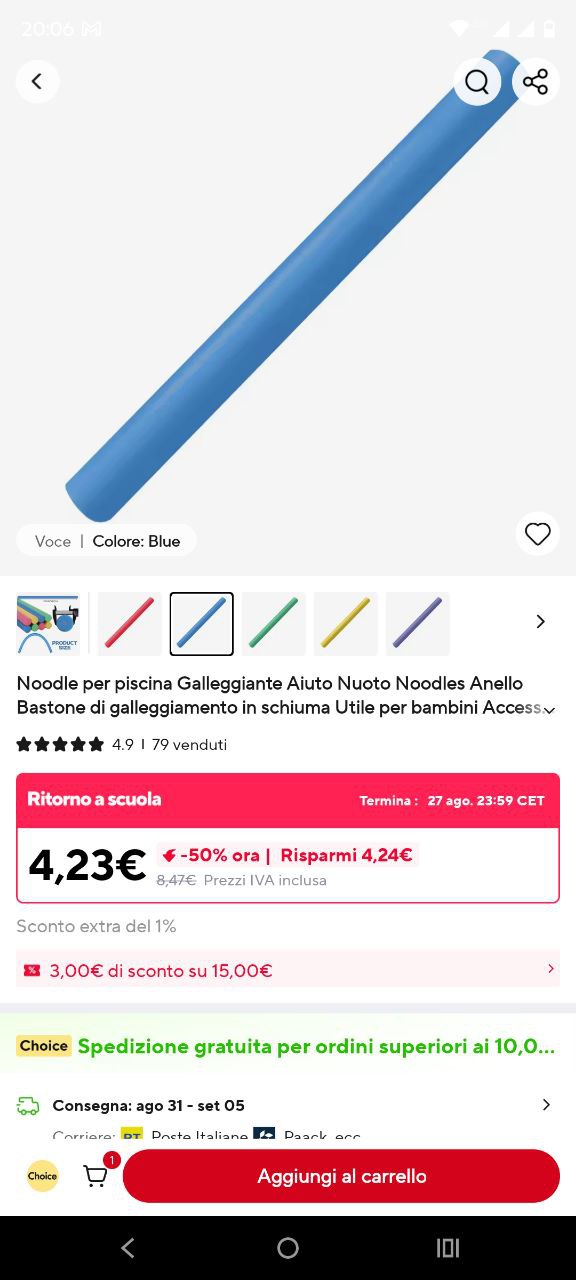 20:06
Voce | Colore: Blue
PRODUCT
SIZE
Noodle per piscina Galleggiante Aiuto Nuoto Noodles Anello
Bastone di galleggiamento in schiuma Utile per bambini Access...
4.9 | 79 venduti
Ritorno a scuola
Termina : 27 ago. 23:59 CET
4,23€
-50% ora | Risparmi 4,24€
8,47€ Prezzi IVA inclusa
Sconto extra del 1%
3,00€ di sconto su 15,00€
Choice Spedizione gratuita per ordini superiori ai 10,0...
Consegna: ago 31 - set 05
Corriere: PT Poste Italiane Paack, ecc.
Choice
1
Aggiungi al carrello